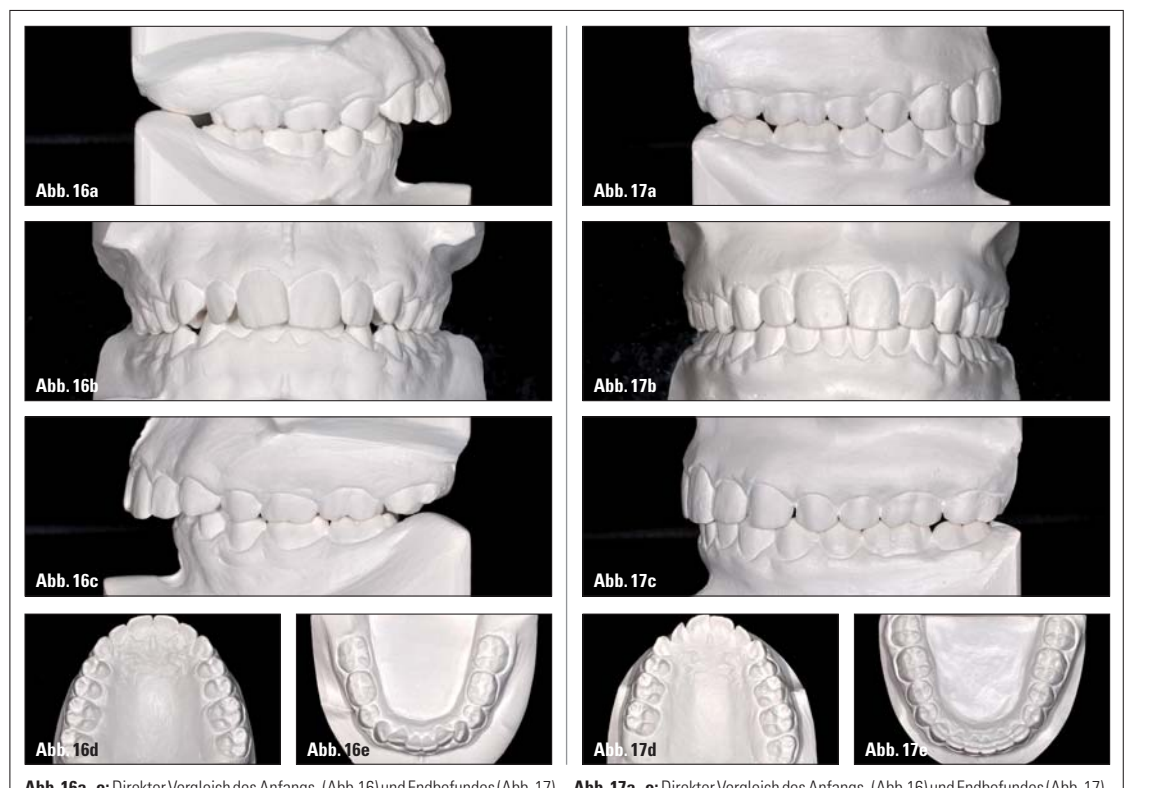 Abb. 16a
Abb. 17a
Abb. 16b
Abb. 17b
Abb. 16c
Abb. 17c
Abb. 16d
Abb. 16e
Abb. 17d
Abb. 17e
Abb. 16a–e: Direkter Vergleich des Anfangs- (Abb. 16) und Endbefundes (Abb. 17)
Abb. 17a–e: Direkter Vergleich des Anfangs- (Abb. 16) und Endbefundes (Abb. 17)